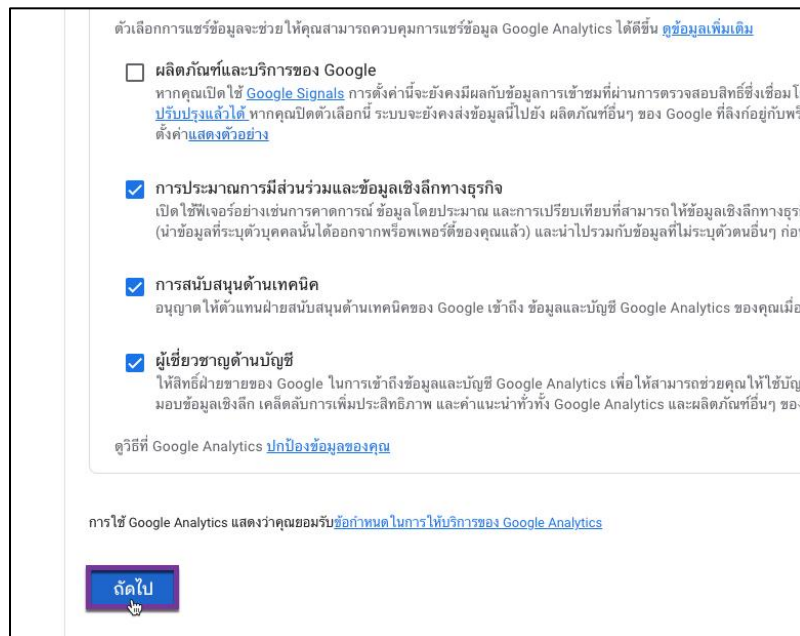 ตัวเลือกการแชร์ข้อมูลจะช่วยให้คุณสามารถควบคุมการแชร์ข้อมูล Google Analytics ได้ดีขึ้น ดูข้อมูลเพิ่มเติม
ผลิตภัณฑ์และบริการของ Google
หากคุณเปิดใช้ Google Signals การตั้งค่านี้จะยังคงมีผลกับข้อมูลการเข้าชมที่ผ่านการตรวจสอบสิทธิ์ซึ่งเชื่อม
ปรับปรุงแล้วได้ หากคุณปิดตัวเลือกนี้ ระบบจะยังคงส่งข้อมูลนี้ไปยัง ผลิตภัณฑ์อื่นๆ ของ Google ที่ลิงก์อยู่กับ
ตั้งค่าแสดงตัวอย่าง
การประมาณการมีส่วนร่วมและข้อมูลเชิงลึกทางธุรกิจ
เปิดใช้ฟีเจอร์อย่างเช่นการคาดการณ์ ข้อมูลโดยประมาณ และการเปรียบเทียบที่สามารถให้ข้อมูลเชิงลึกทาง
(นำข้อมูลที่ระบุตัวบุคคลนั้นได้ออกจากพร็อพเพอร์ตี้ของคุณแล้ว) และนำไปรวมกับข้อมูลที่ไม่ระบุตัวตนอื่นๆ
การสนับสนุนด้านเทคนิค
อนุญาตให้ตัวแทนฝ่ายสนับสนุนด้านเทคนิคของ Google เข้าถึง ข้อมูลและบัญชี Google Analytics ของคุณเมื่อ
ผู้เชี่ยวชาญด้านบัญชี
ให้สิทธิ์ฝ่ายขายของ Google ในการเข้าถึงข้อมูลและบัญชี Google Analytics เพื่อให้สามารถช่วยคุณให้ใช้
มอบข้อมูลเชิงลึก เคล็ดลับการเพิ่มประสิทธิภาพ และคำแนะนำทั่วทั้ง Google Analytics และผลิตภัณฑ์อื่นๆ ของ
ดูวิธีที่ Google Analytics ปกป้องข้อมูลของคุณ
การใช้ Google Analytics แสดงว่าคุณยอมรับข้อกำหนดในการให้บริการของ Google Analytics
ถัดไป